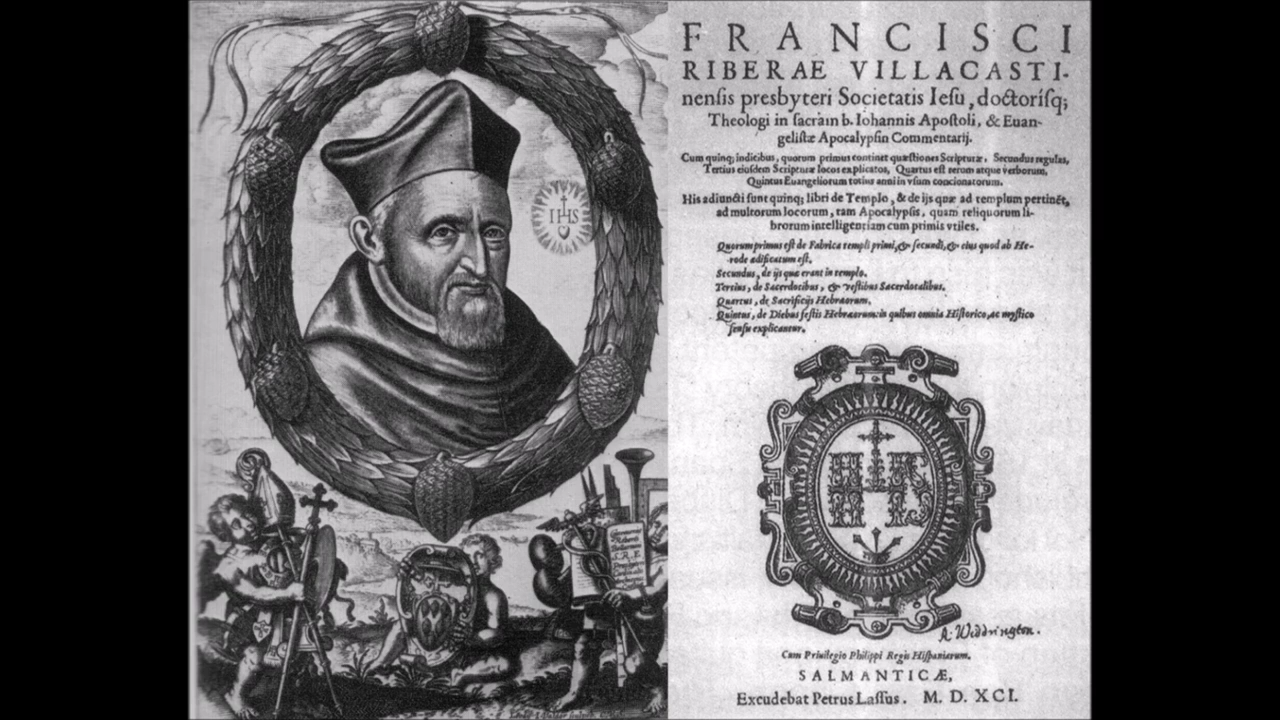 IHS
S. R. E
FRANCISCI
RIBERAE VILLACASTI-
nensis presbyteri Societatis Iesu, doctorisq;
Theologi in sacram b. Iohannis Apostoli, & Euan-
gelistæ Apocalypsin Commentarij.
Cum quinq; indicibus, quorum primus continet quæstiones Scripturæ, Secundus regulas,
Tertius eiusdem Scripturæ locos explicatos, Quartus est rerum atque verborum,
Quintus Euangeliorum totius anni in vsum concionatorum.
His adiuncti sunt quinq; libri de Templo, & de ijs quæ ad templum pertinẽt,
ad multorum locorum, tam Apocalypsis, quam reliquorum li-
brorum intelligentiam cum primis vtiles.
Quorum primus est de Fabrica templi primi, & secundi, & eius quod ab He-
rode ædificatum est.
Secundus, de ijs quæ erant in templo.
Tertius, de Sacerdotibus, & vestibus Sacerdotalibus.
Quartus, de Sacrificijs Hebræorum.
Quintus, de Diebus festis Hebræorum: in quibus omnia Historico, ac mystico
sensu explicantur.
IHS
A. Widdrington.
Cum Priuilegio Philippi Regis Hispaniarum.
SALMANTICÆ,
Excudebat Petrus Lassus. M. D. XCI.